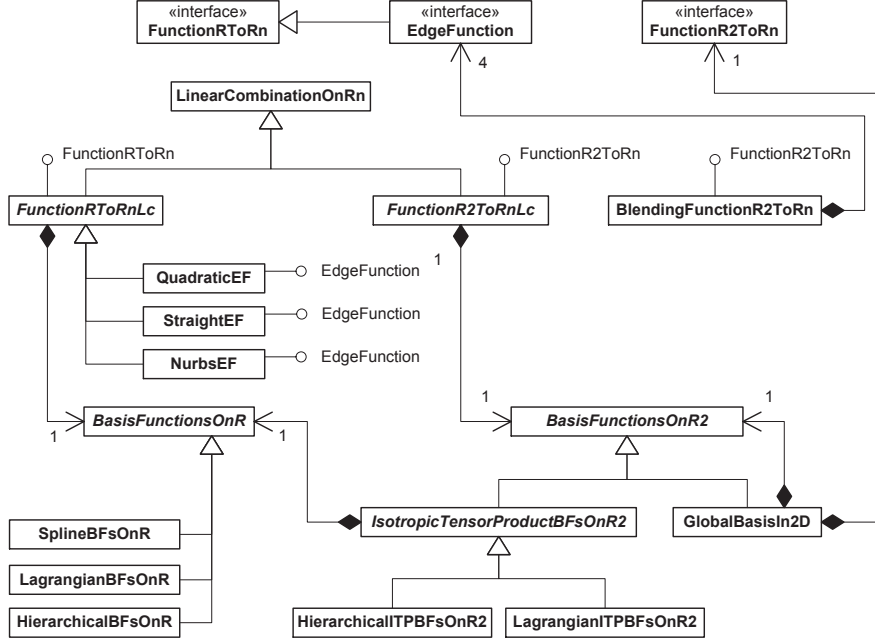 «interface»
FunctionRToRn
«interface»
EdgeFunction
«interface»
FunctionR2ToRn
4
1
LinearCombinationOnRn
FunctionRToRn
FunctionR2ToRn
FunctionR2ToRn
FunctionRToRnLc
FunctionR2ToRnLc
BlendingFunctionR2ToRn
1
QuadraticEF
EdgeFunction
StraightEF
EdgeFunction
NurbsEF
EdgeFunction
1
1
BasisFunctionsOnR
BasisFunctionsOnR2
1
1
SplineBFsOnR
IsotropicTensorProductBFsOnR2
GlobalBasisIn2D
LagrangianBFsOnR
HierarchicalBFsOnR
HierarchicalITPBFsOnR2
LagrangianITPBFsOnR2